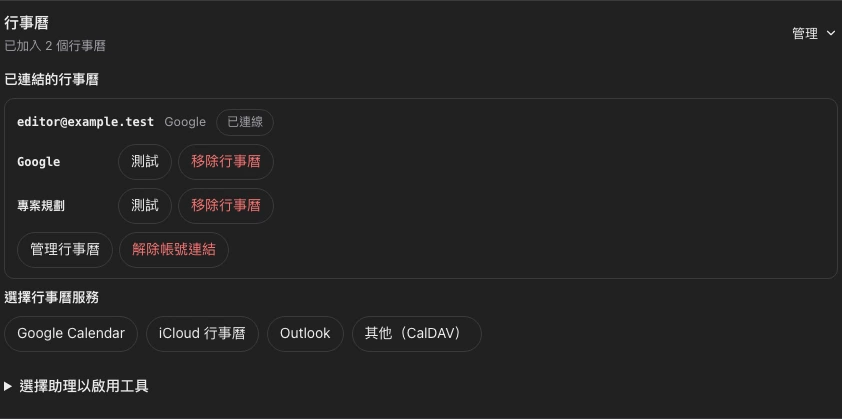 行事曆
已加入 2 個行事曆
管理
已連結的行事曆
editor@example.test Google 已連線
Google 測試 移除行事曆
專案規劃 測試 移除行事曆
管理行事曆 解除帳號連結
選擇行事曆服務
Google Calendar iCloud 行事曆 Outlook 其他（CalDAV）
選擇助理以啟用工具